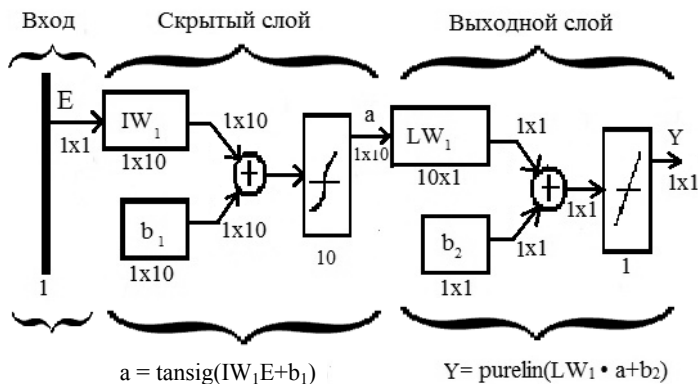 Вход
Скрытый слой
Выходной слой
E
1x1
IW1
1x10
1x10
b1
1x10
1x10
10
a
1x10
LW1
10x1
1x1
b2
1x1
1x1
1x1
1
Y
1x1
1
a = tansig(IW1E+b1)
Y= purelin(LW1 • a+b2)